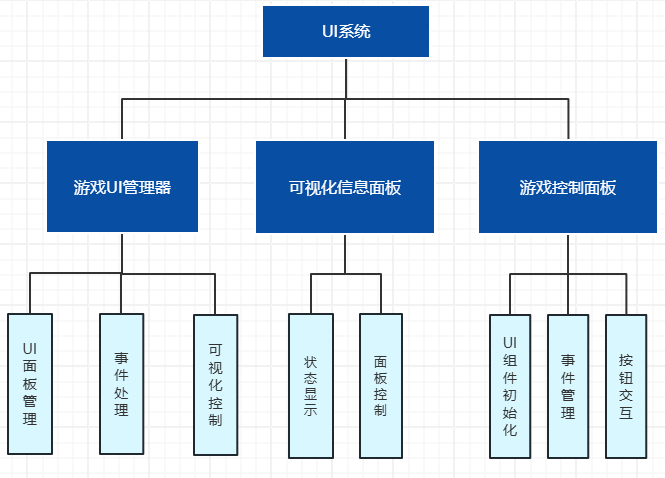 UI系统
游戏UI管理器
可视化信息面板
游戏控制面板
UI面板管理
事件处理
可视化控制
状态显示
面板控制
UI组件初始化
事件管理
按钮交互